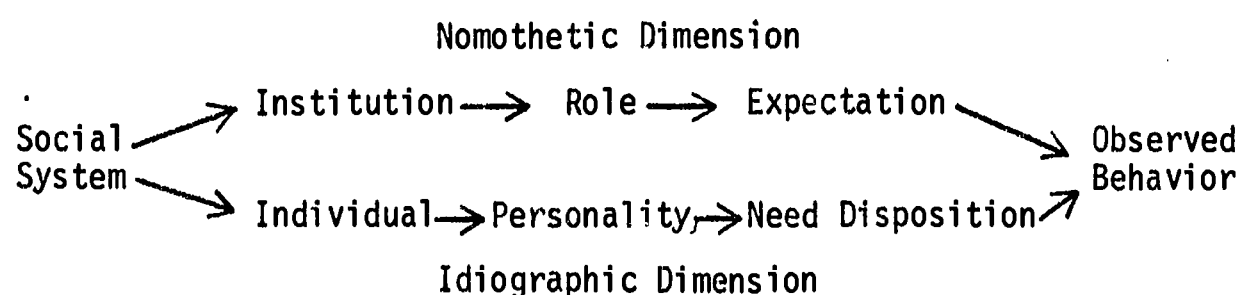 Nomothetic Dimension
Institution Role Expectation
Social System
Observed Behavior
Individual Personality Need Disposition
Idiographic Dimension